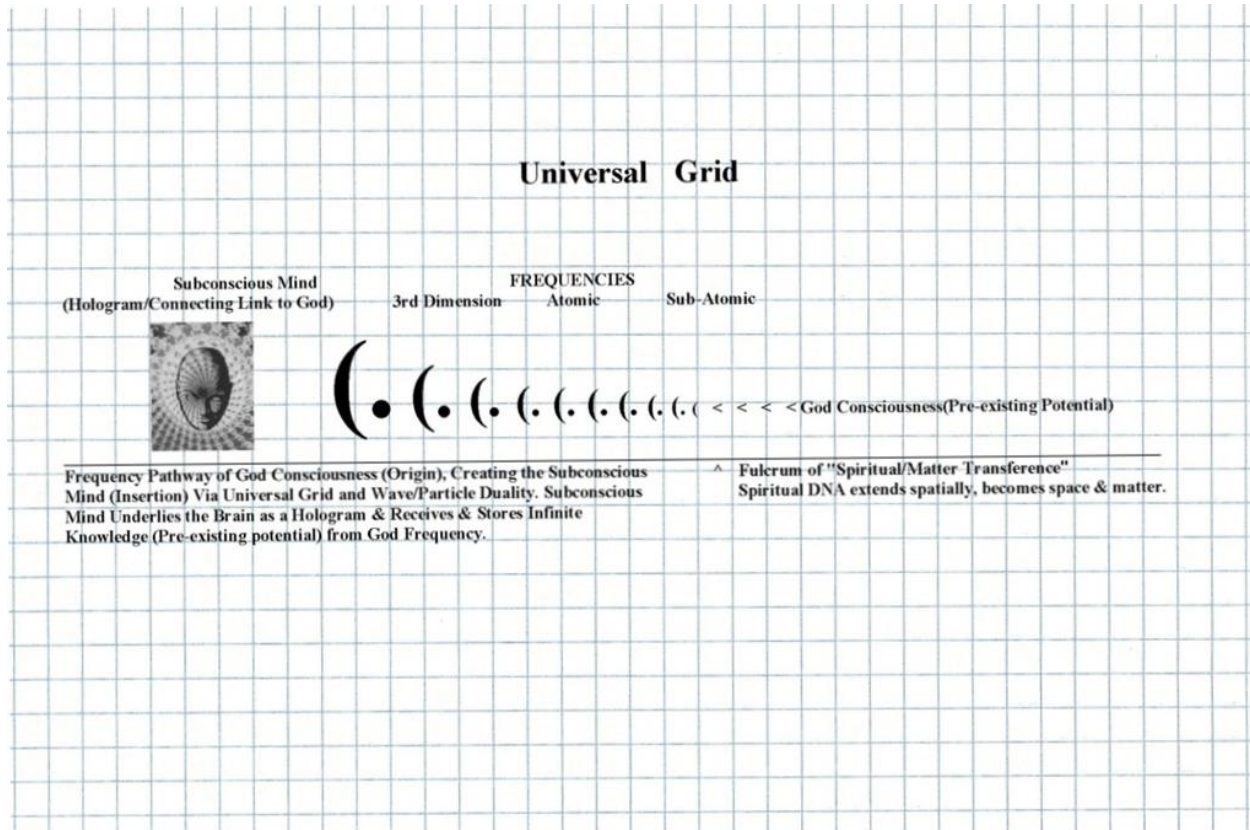 Universal Grid
Subconscious Mind
(Hologram/Connecting Link to God)
FREQUENCIES
3rd Dimension Atomic Sub-Atomic
(. (. (. (. (. (. (. (. (. ( < < < <God Consciousness(Pre-existing Potential)
Frequency Pathway of God Consciousness (Origin), Creating the Subconscious
Mind (Insertion) Via Universal Grid and Wave/Particle Duality. Subconscious
Mind Underlies the Brain as a Hologram & Receives & Stores Infinite
Knowledge (Pre-existing potential) from God Frequency.
^ Fulcrum of "Spiritual/Matter Transference"
Spiritual DNA extends spatially, becomes space & matter.